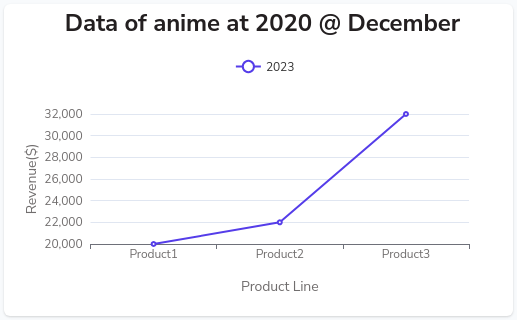 Data of anime at 2020 @ December
2023
Revenue($)
32,000
30,000
28,000
26,000
24,000
22,000
20,000
Product1 Product2 Product3
Product Line